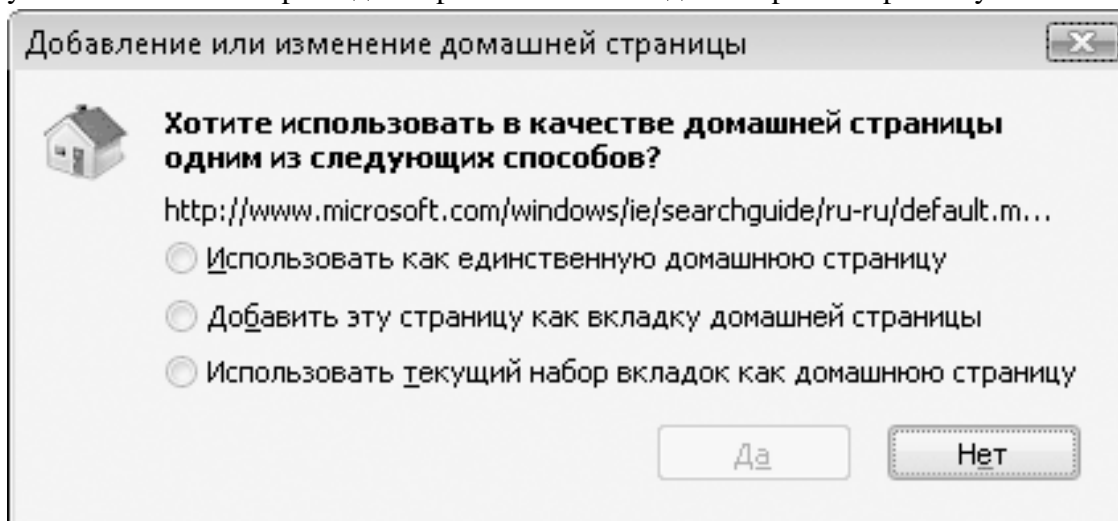 Добавление или изменение домашней страницы
Хотите использовать в качестве домашней страницы
одним из следующих способов?
http://www.microsoft.com/windows/ie/searchguide/ru-ru/default.m...
Использовать как единственную домашнюю страницу
Добавить эту страницу как вкладку домашней страницы
Использовать текущий набор вкладок как домашнюю страницу
Да Нет